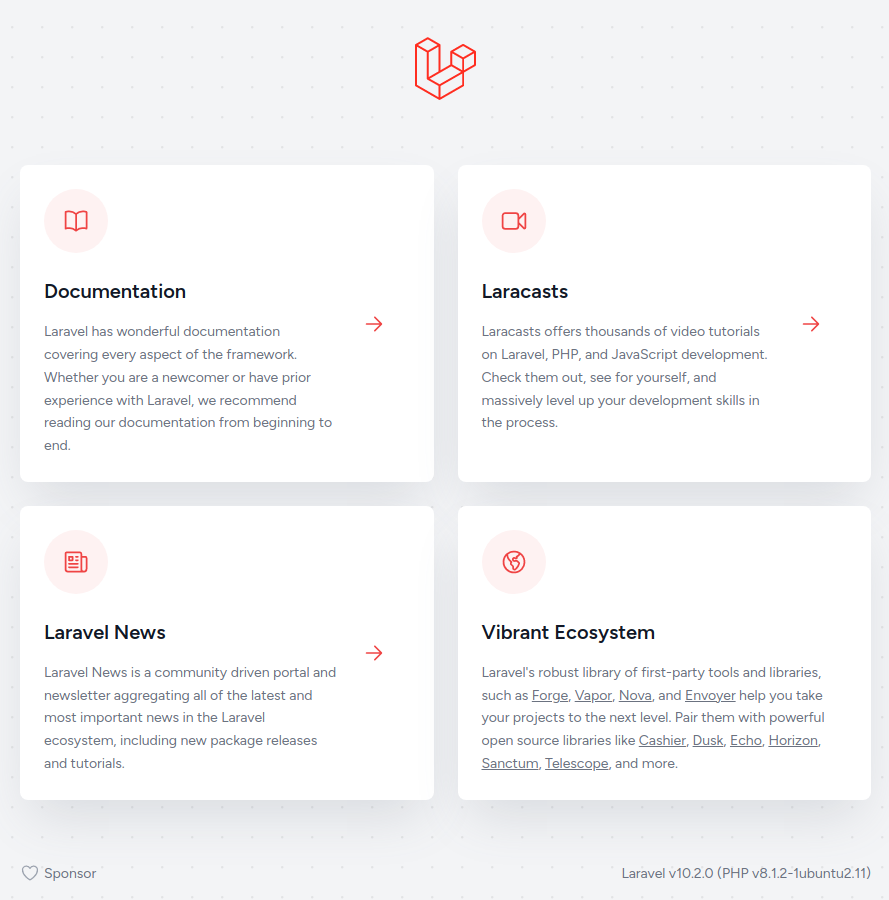 Documentation
Laravel has wonderful documentation
covering every aspect of the framework.
Whether you are a newcomer or have prior
experience with Laravel, we recommend
reading our documentation from beginning to
end.
Laracasts
Laracasts offers thousands of video tutorials
on Laravel, PHP, and JavaScript development.
Check them out, see for yourself, and
massively level up your development skills in
the process.
Laravel News
Laravel News is a community driven portal and
newsletter aggregating all of the latest and
most important news in the Laravel
ecosystem, including new package releases
and tutorials.
Vibrant Ecosystem
Laravel's robust library of first-party tools and libraries,
such as Forge, Vapor, Nova, and Envoyer help you take
your projects to the next level. Pair them with powerful
open source libraries like Cashier, Dusk, Echo, Horizon,
Sanctum, Telescope, and more.
Sponsor
Laravel v10.2.0 (PHP v8.1.2-1ubuntu2.11)